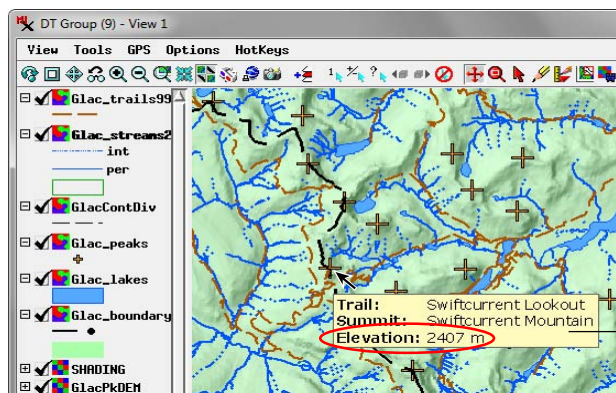 DT Group (9) - View 1
View Tools GPS Options HotKeys
Glac_trails99
Glac_streams2
int
per
GlacContDiv
Glac_peaks
Glac_lakes
Glac_boundary
SHADING
GlacPkDEM
Trail: Swiftcurrent Lookout
Summit: Swiftcurrent Mountain
Elevation: 2407 m